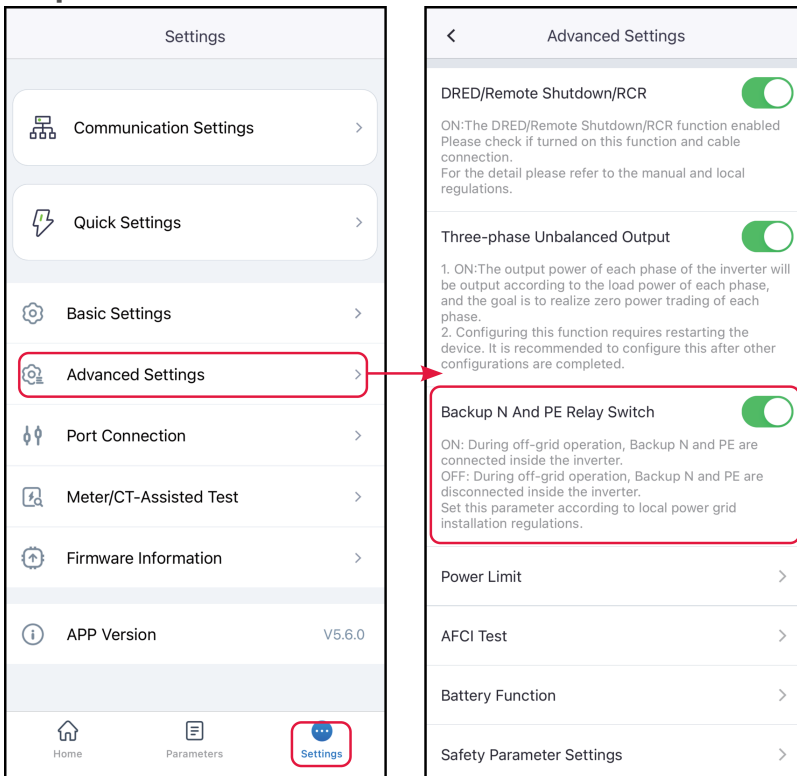 Settings
Communication Settings
Quick Settings
Basic Settings
Advanced Settings
Port Connection
Meter/CT-Assisted Test
Firmware Information
APP Version V5.6.0
Home Parameters Settings
Advanced Settings
DRED/Remote Shutdown/RCR
ON:The DRED/Remote Shutdown/RCR function enabled
Please check if turned on this function and cable
connection.
For the detail please refer to the manual and local
regulations.
Three-phase Unbalanced Output
1. ON:The output power of each phase of the inverter will
be output according to the load power of each phase,
and the goal is to realize zero power trading of each
phase.
2. Configuring this function requires restarting the
device. It is recommended to configure this after other
configurations are completed.
Backup N And PE Relay Switch
ON: During off-grid operation, Backup N and PE are
connected inside the inverter.
OFF: During off-grid operation, Backup N and PE are
disconnected inside the inverter.
Set this parameter according to local power grid
installation regulations.
Power Limit
AFCI Test
Battery Function
Safety Parameter Settings